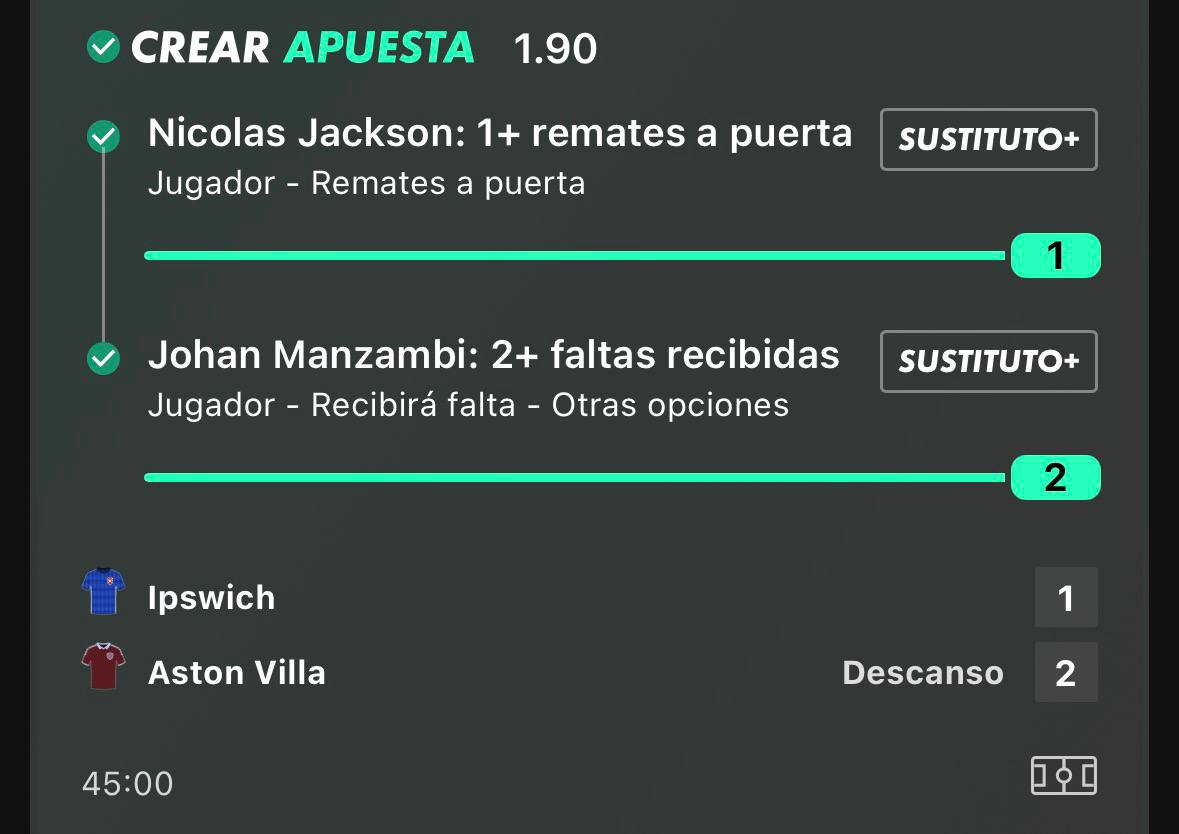 CREAR APUESTA 1.90
Nicolas Jackson: 1+ remates a puerta SUSTITUTO+
Jugador - Remates a puerta
1
Johan Manzambi: 2+ faltas recibidas SUSTITUTO+
Jugador - Recibirá falta - Otras opciones
2
Ipswich 1
Aston Villa Descanso 2
45:00